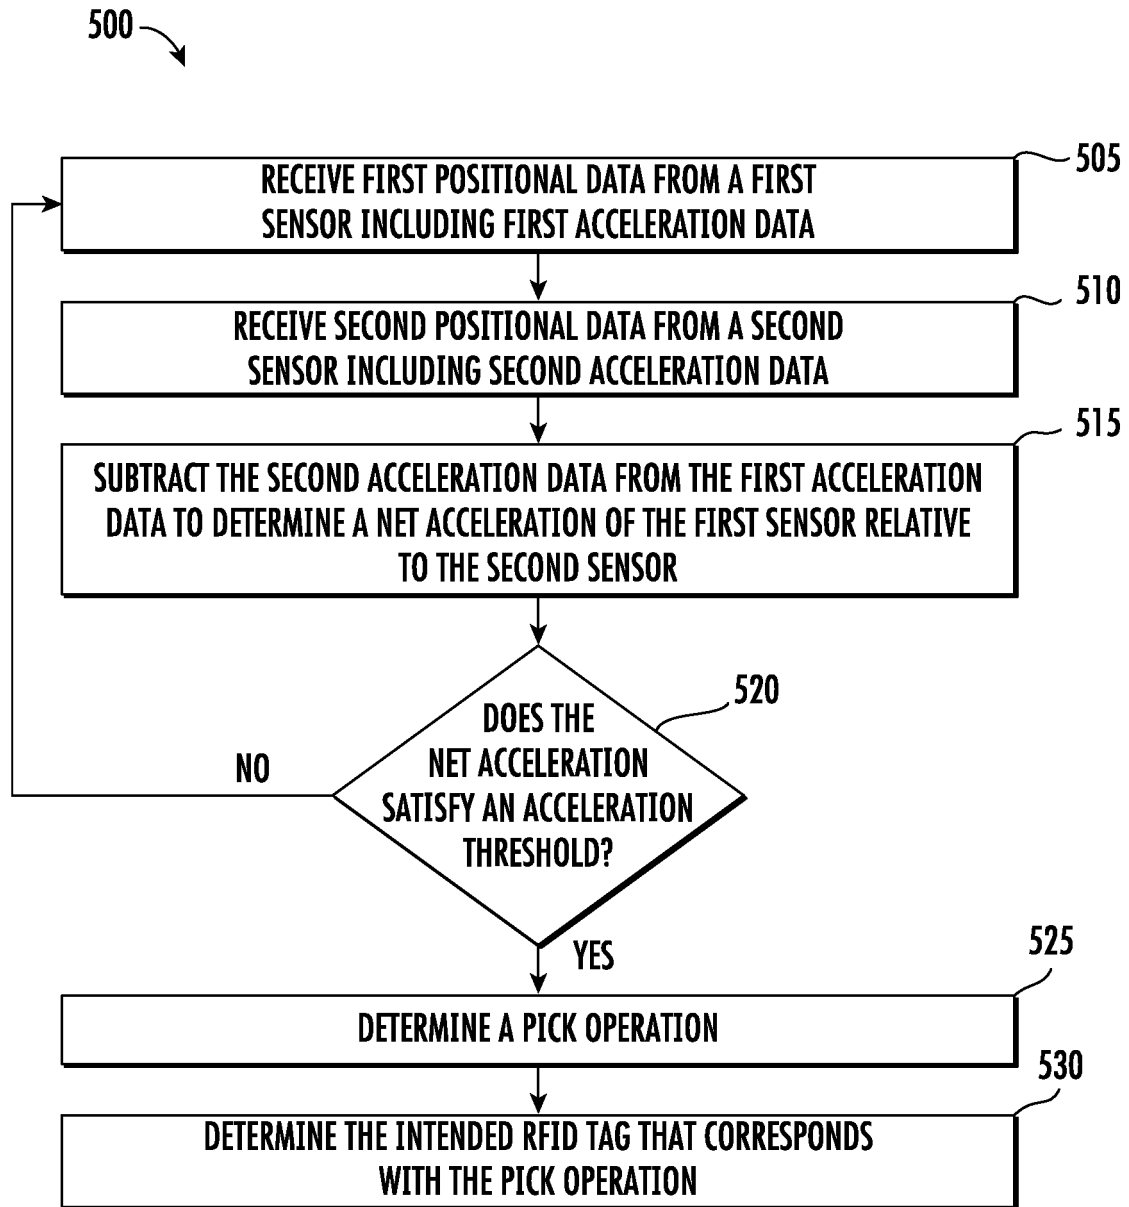 500
505
RECEIVE FIRST POSITIONAL DATA FROM A FIRST
SENSOR INCLUDING FIRST ACCELERATION DATA
510
RECEIVE SECOND POSITIONAL DATA FROM A SECOND
SENSOR INCLUDING SECOND ACCELERATION DATA
515
SUBTRACT THE SECOND ACCELERATION DATA FROM THE FIRST ACCELERATION
DATA TO DETERMINE A NET ACCELERATION OF THE FIRST SENSOR RELATIVE
TO THE SECOND SENSOR
520
DOES THE
NET ACCELERATION
SATISFY AN ACCELERATION
THRESHOLD?
NO
YES
525
DETERMINE A PICK OPERATION
530
DETERMINE THE INTENDED RFID TAG THAT CORRESPONDS
WITH THE PICK OPERATION